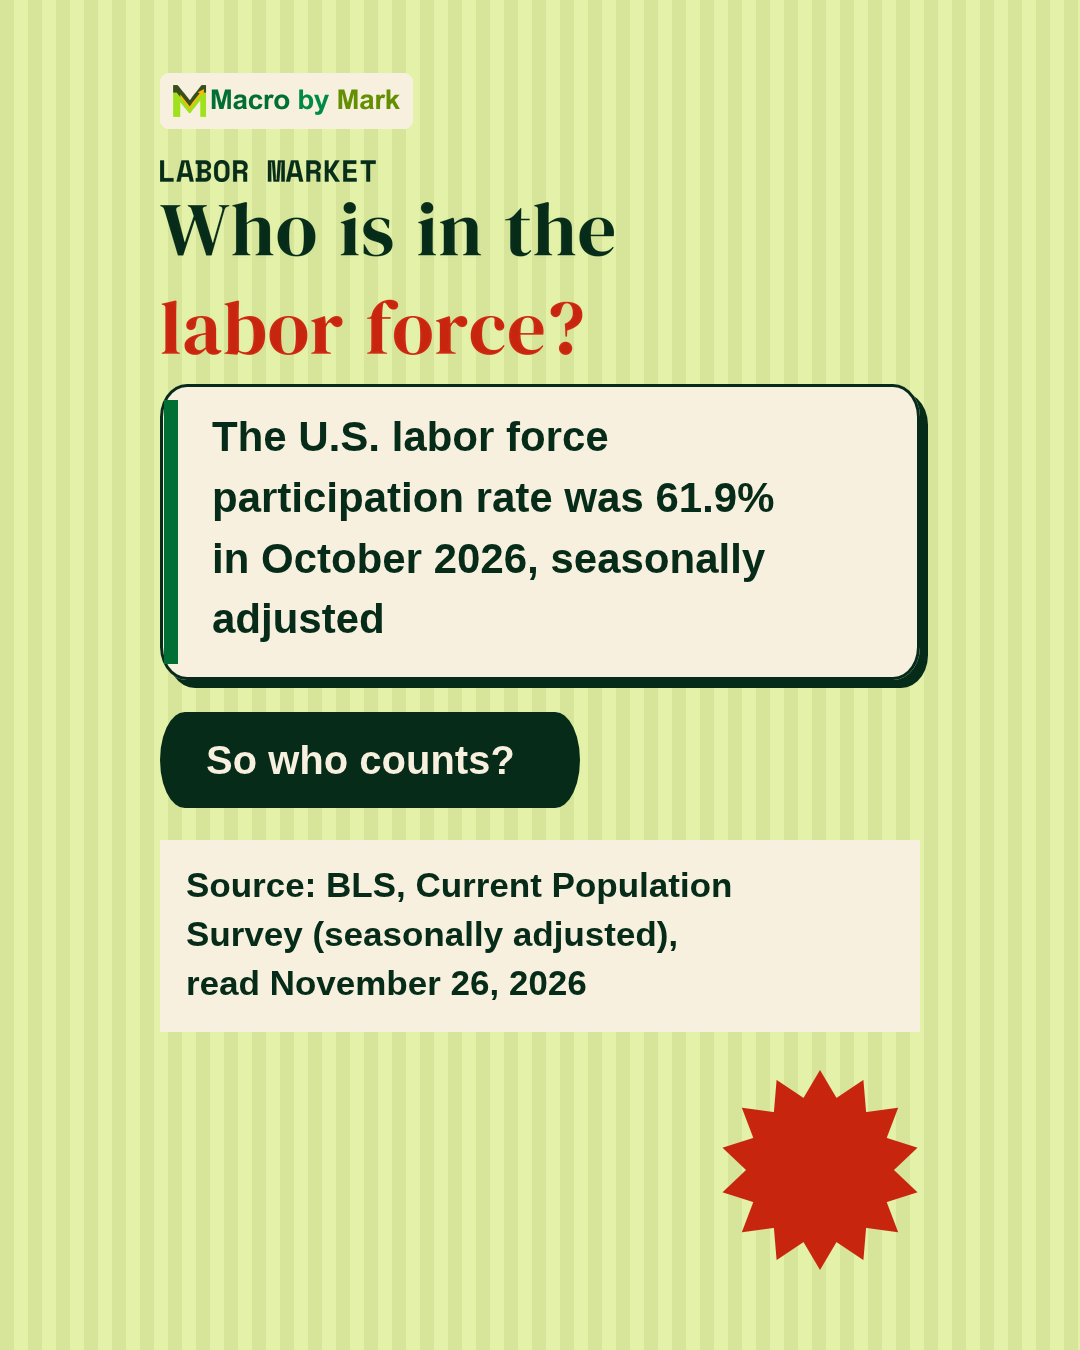 Macro by Mark
LABOR MARKET
Who is in the
labor force?
The U.S. labor force
participation rate was 61.9%
in October 2026, seasonally
adjusted
So who counts?
Source: BLS, Current Population
Survey (seasonally adjusted),
read November 26, 2026